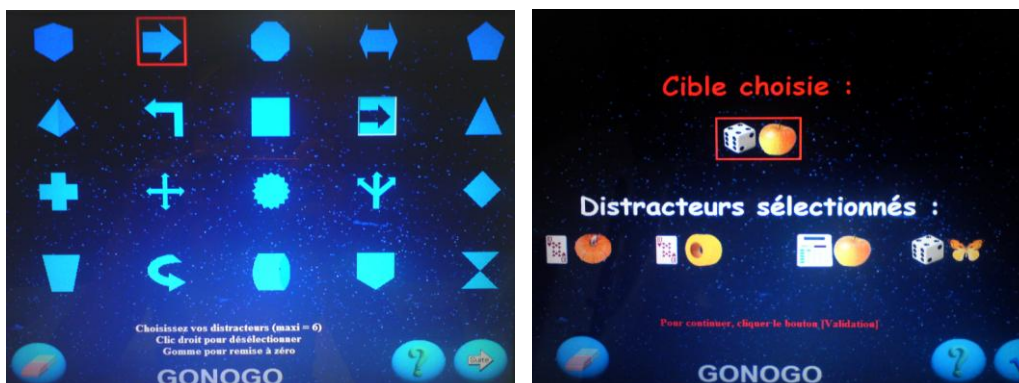 Choisissez vos distracteurs (maxi = 6)
Clic droit pour désélectionner
Gomme pour remise à zéro
Suite
GONOGO
Cible choisie :
Distracteurs sélectionnés :
Pour continuer, cliquer le bouton [Validation]
GONOGO